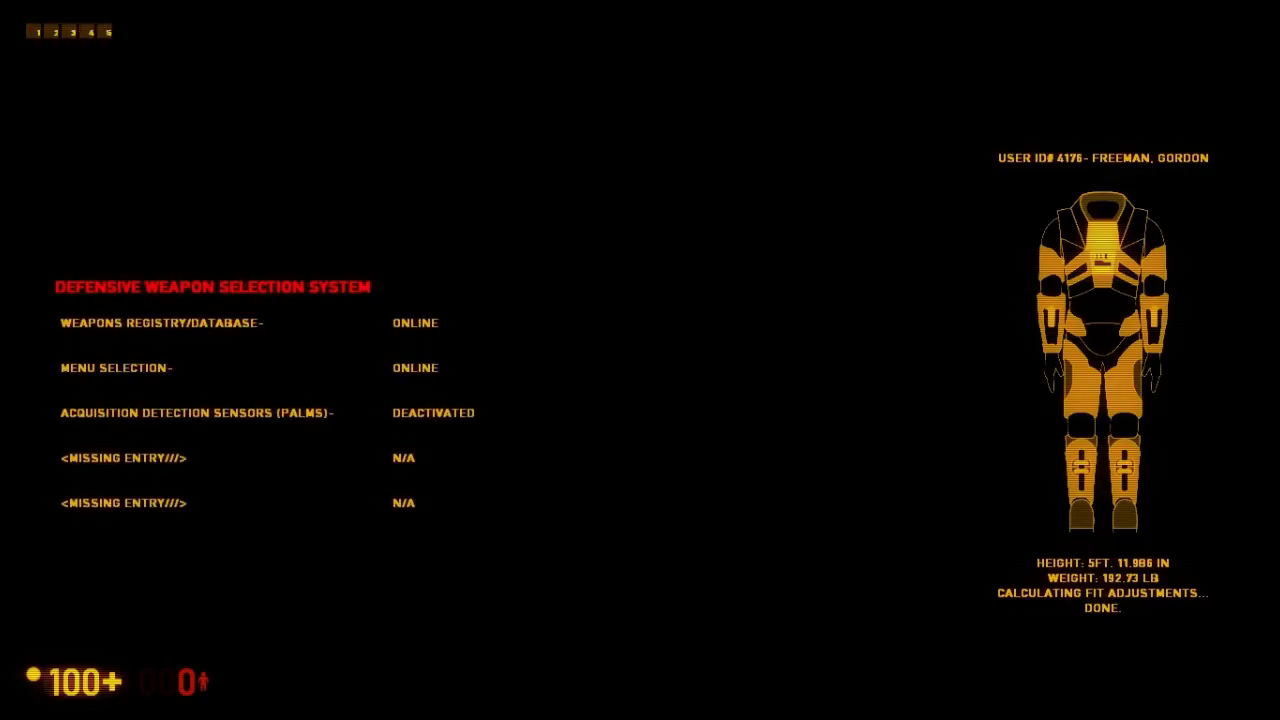 1 2 3 4 5
USER ID# 4176- FREEMAN, GORDON
DEFENSIVE WEAPON SELECTION SYSTEM
WEAPONS REGISTRY/DATABASE- ONLINE
MENU SELECTION- ONLINE
ACQUISITION DETECTION SENSORS (PALMS)- DEACTIVATED
<MISSING ENTRY///> N/A
<MISSING ENTRY///> N/A
HEIGHT: 5FT. 11.986 IN
WEIGHT: 192.73 LB
CALCULATING FIT ADJUSTMENTS...
DONE.
100+ 0